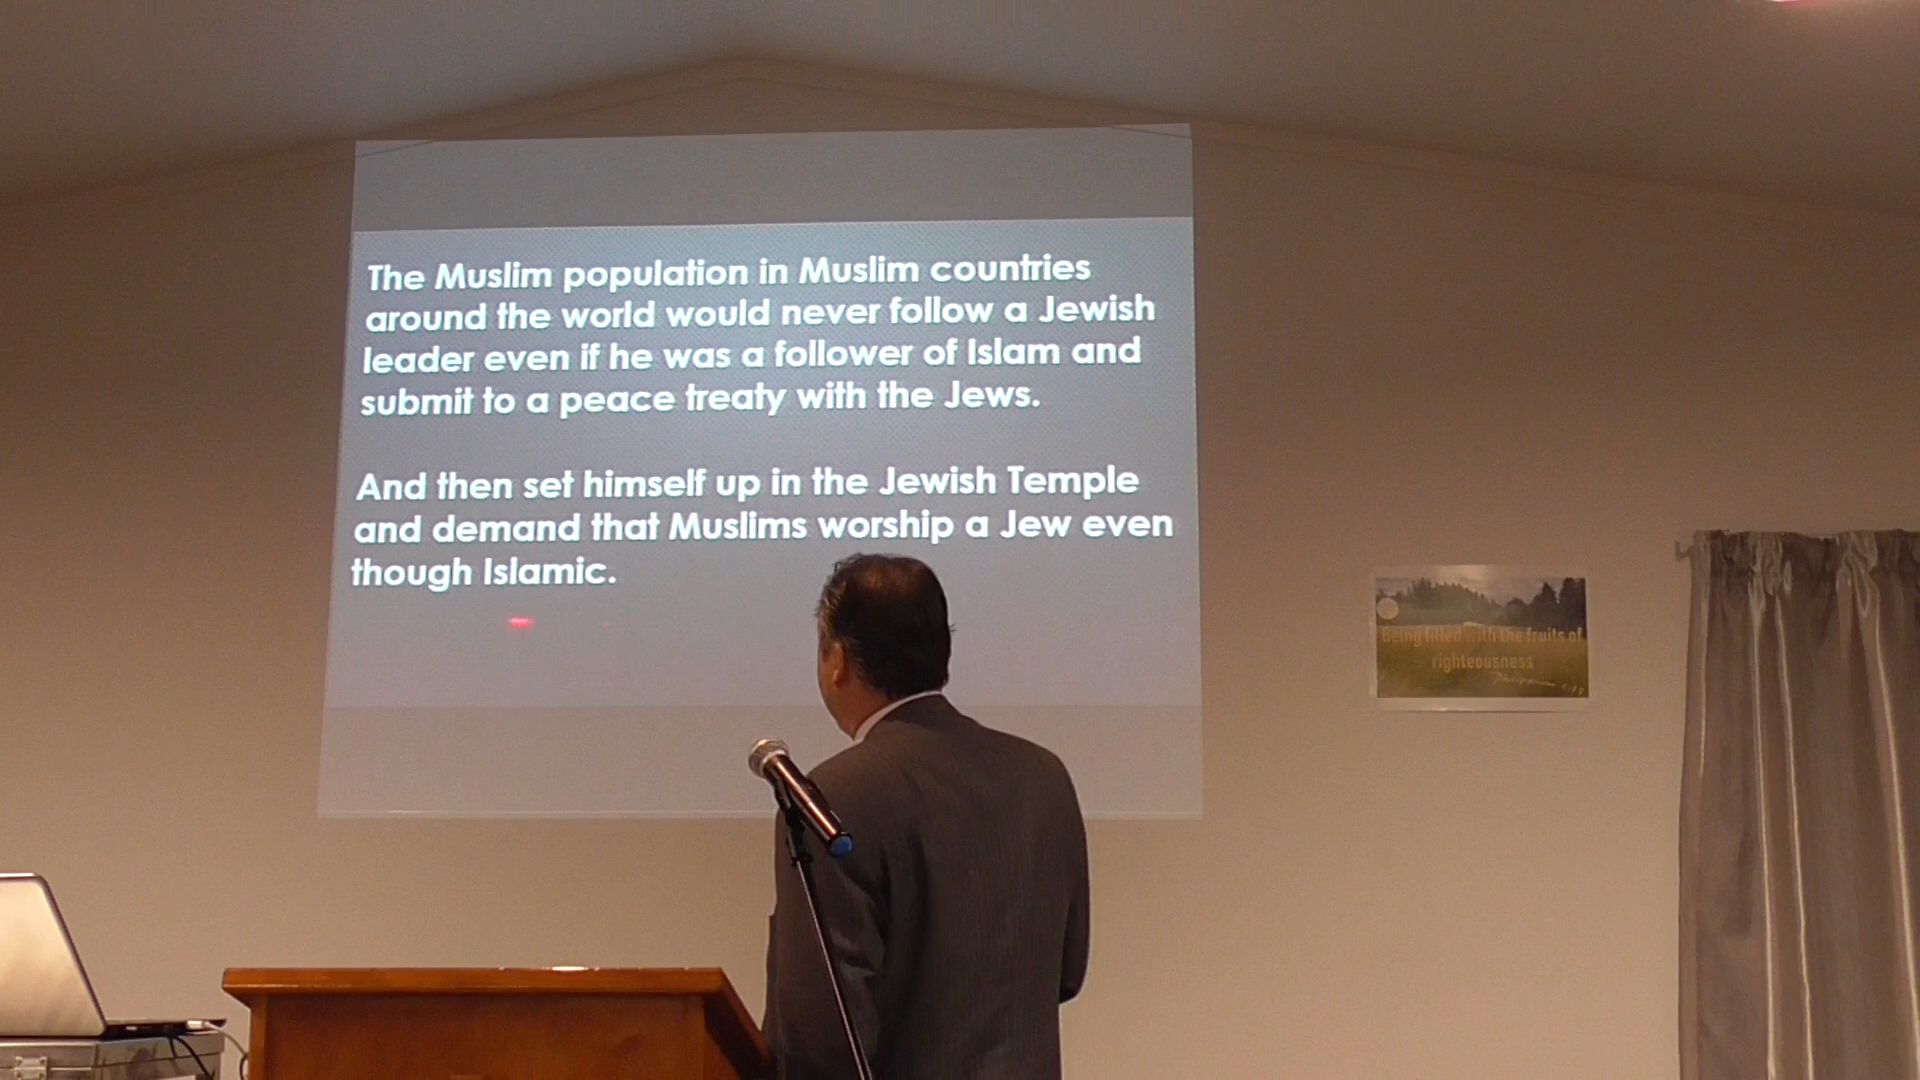 The Muslim population in Muslim countries
around the world would never follow a Jewish
leader even if he was a follower of Islam and
submit to a peace treaty with the Jews.
And then set himself up in the Jewish Temple
and demand that Muslims worship a Jew even
though Islamic.
Being filled with the fruits of
righteousness